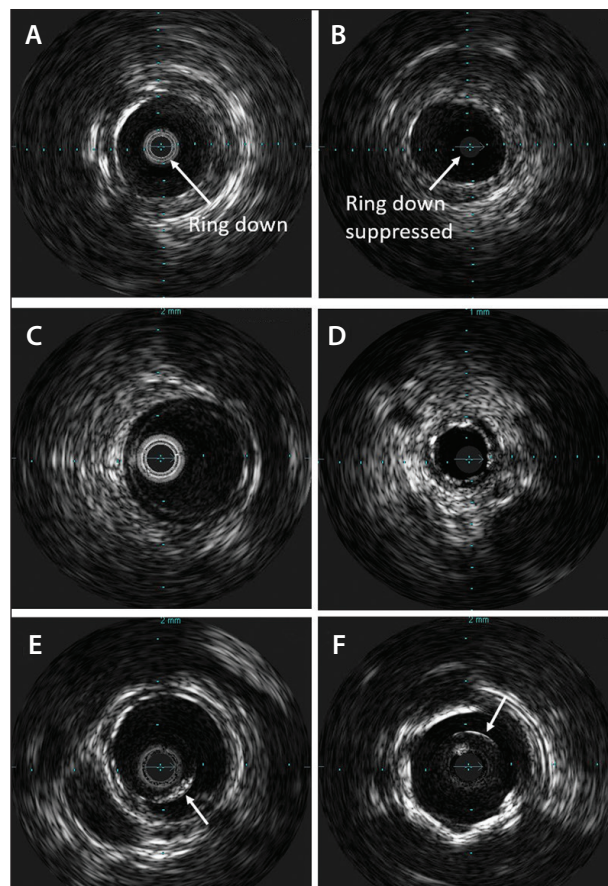 A
B
Ring down
Ring down
suppressed
2 mm
1 mm
C
D
2 mm
2 mm
E
F